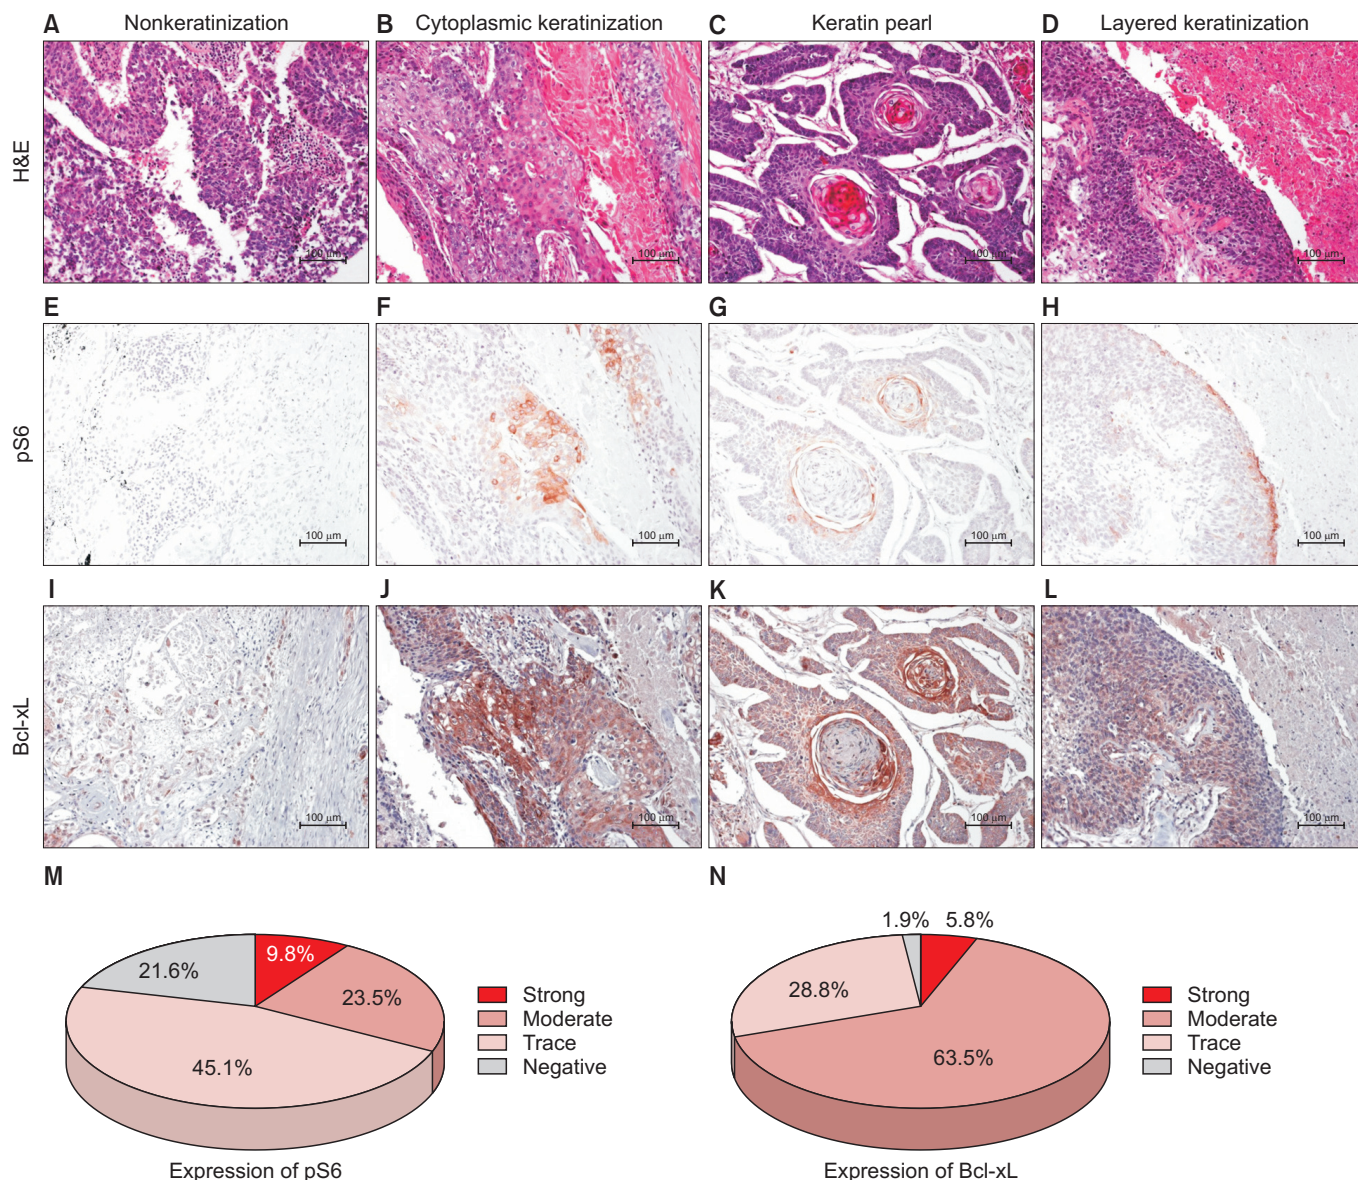 A Nonkeratinization B Cytoplasmic keratinization C Keratin pearl D Layered keratinization
H&E
100 μm 100 μm 100 μm 100 μm
E F G H
pS6
100 μm 100 μm 100 μm 100 μm
I J K L
Bcl-xL
100 μm 100 μm 100 μm 100 μm
M
9.8%
21.6%
23.5%
45.1%
Strong
Moderate
Trace
Negative
Expression of pS6
N
1.9% 5.8%
28.8%
63.5%
Strong
Moderate
Trace
Negative
Expression of Bcl-xL